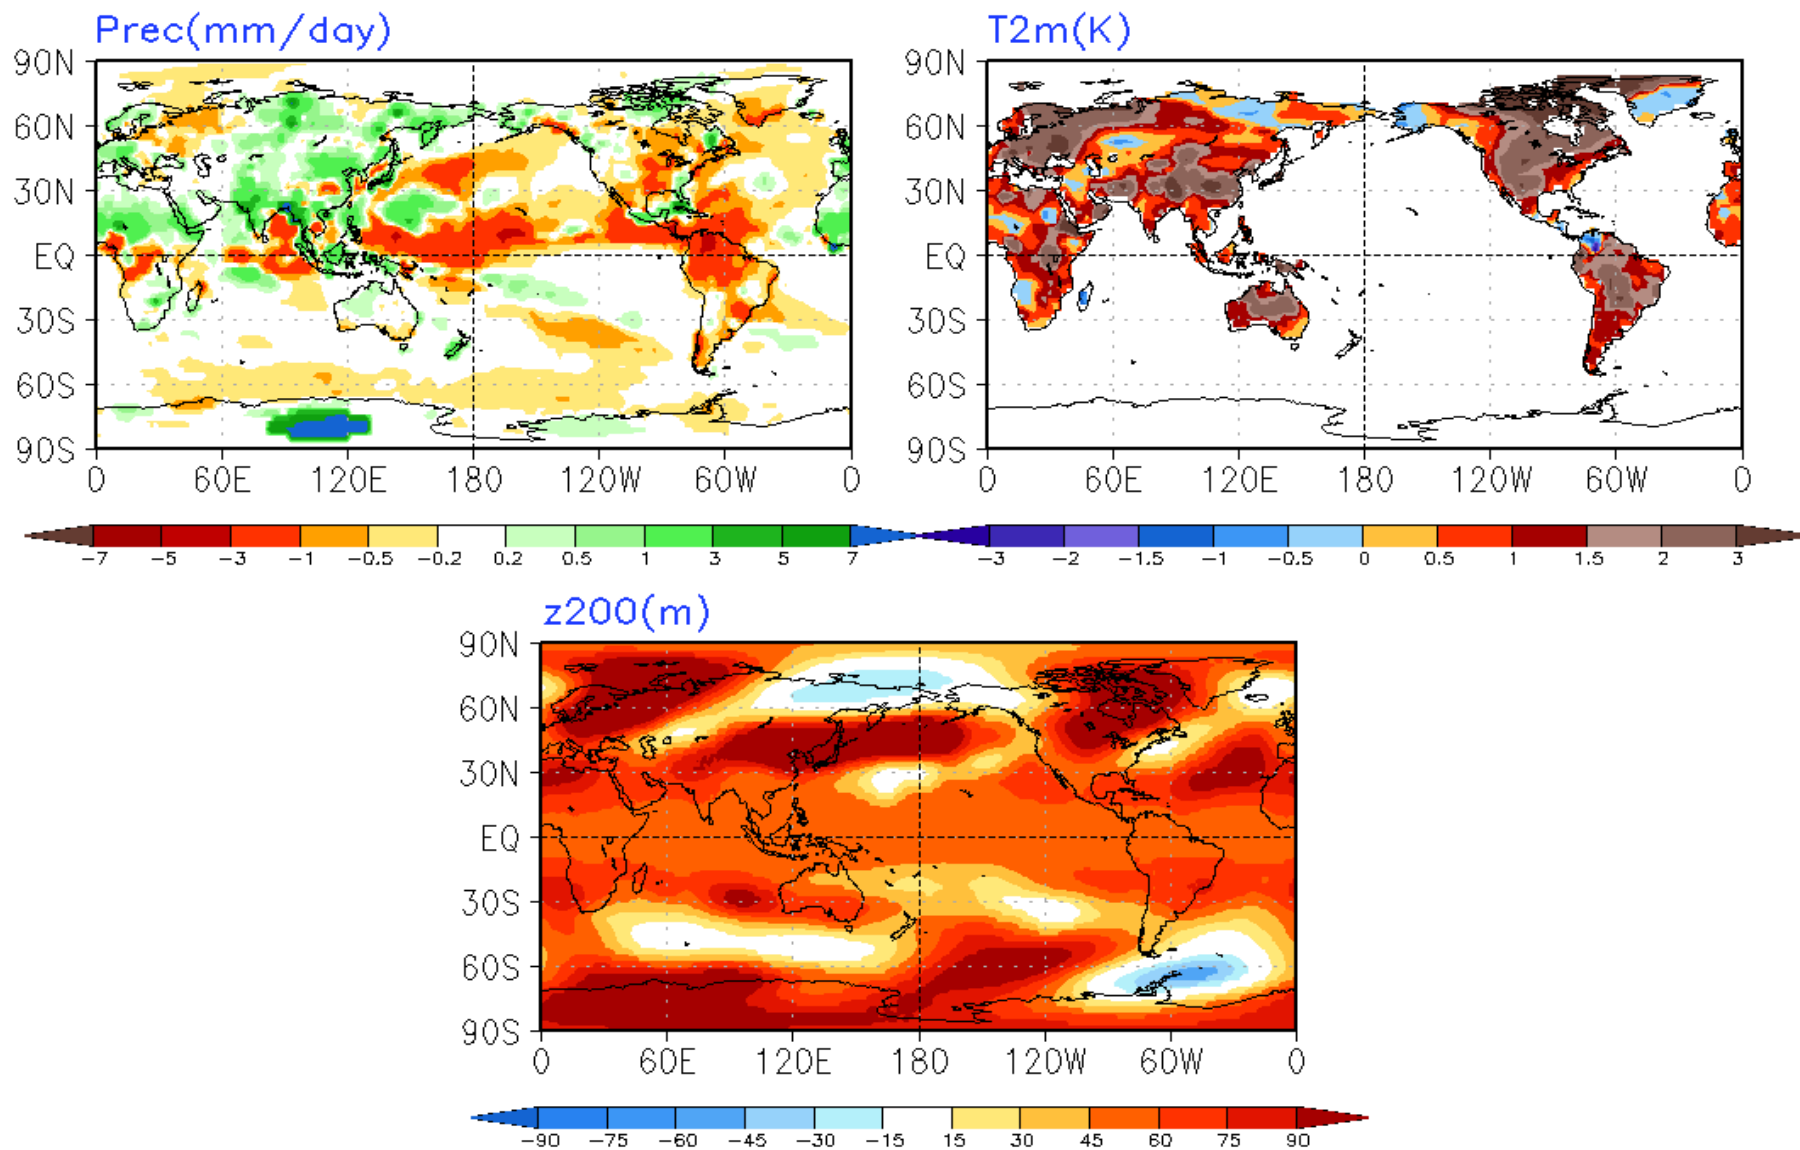 Prec(mm/day)
T2m(K)
90N 90N
60N 60N
30N 30N
EQ EQ
30S 30S
60S 60S
90S 90S
0 60E 120E 180 120W 60W 0 0 60E 120E 180 120W 60W 0
-7 -5 -3 -1 -0.5 -0.2 0.2 0.5 1 3 5 7 -3 -2 -1.5 -1 -0.5 0 0.5 1 1.5 2 3
z200(m)
90N
60N
30N
EQ
30S
60S
90S
0 60E 120E 180 120W 60W 0
-90 -75 -60 -45 -30 -15 15 30 45 60 75 90